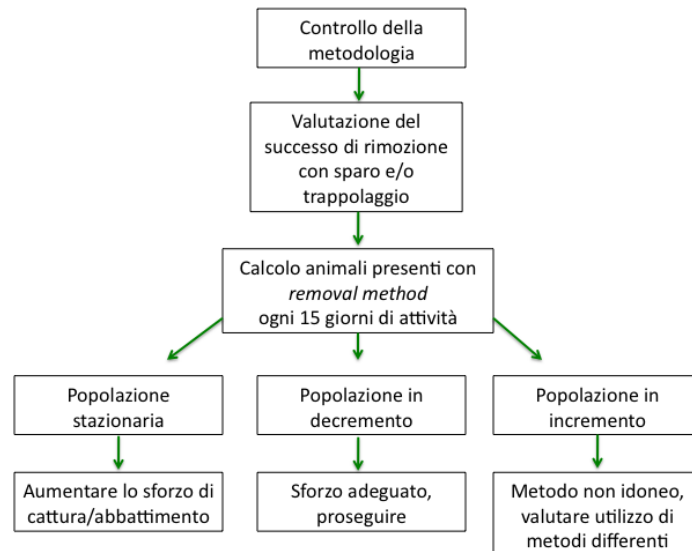 Controllo della
metodologia
Valutazione del
successo di rimozione
con sparo e/o
trappolaggio
Calcolo animali presenti con
removal method
ogni 15 giorni di attività
Popolazione
stazionaria
Popolazione in
decremento
Popolazione in
incremento
Aumentare lo sforzo di
cattura/abbattimento
Sforzo adeguato,
proseguire
Metodo non idoneo,
valutare utilizzo di
metodi differenti